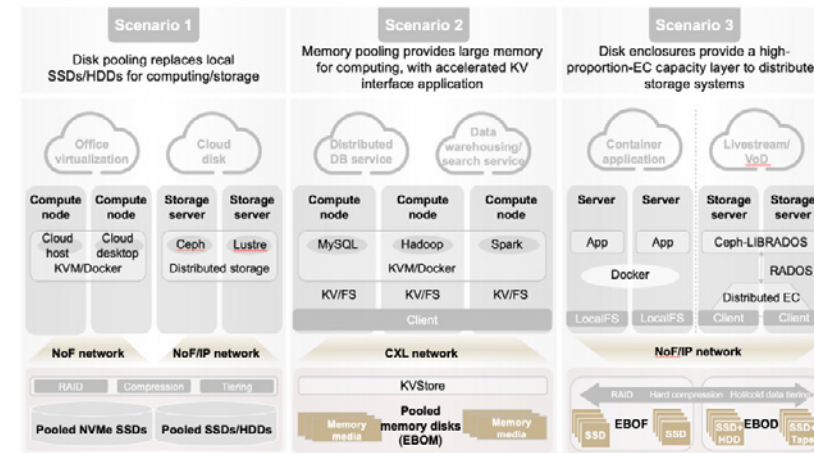 Scenario 1
Disk pooling replaces local
SSDs/HDDs for computing/storage
Office
virtualization
Cloud
disk
Compute
node
Compute
node
Storage
server
Storage
server
Cloud
host
Cloud
desktop
KVM/Docker
Ceph
Lustre
Distributed storage
NoF network
NoF/IP network
RAID
Compression
Tiering
Pooled NVMe SSDs
Pooled SSDs/HDDs
Scenario 2
Memory pooling provides large memory
for computing, with accelerated KV
interface application
Distributed
DB service
Data
warehousing/
search service
Compute
node
Compute
node
Compute
node
MySQL
Hadoop
Spark
KVM/Docker
KV/FS
KV/FS
KV/FS
Client
CXL network
KVStore
Memory
media
Pooled
memory disks
(EBOM)
Memory
media
Scenario 3
Disk enclosures provide a high-
proportion-EC capacity layer to distribute
storage systems
Container
application
Livestream/
VoD
Server
Server
Storage
server
Storage
server
App
App
Docker
LocalFS
LocalFS
Ceph-LIBRADOS
RADOS
Distributed EC
Client
Client
NoF/IP network
RAID
Hard compression
Hot/cold data tiering
SSD
EBOF
SSD
SSD+
HDD
EBOD
SSD+
Tape